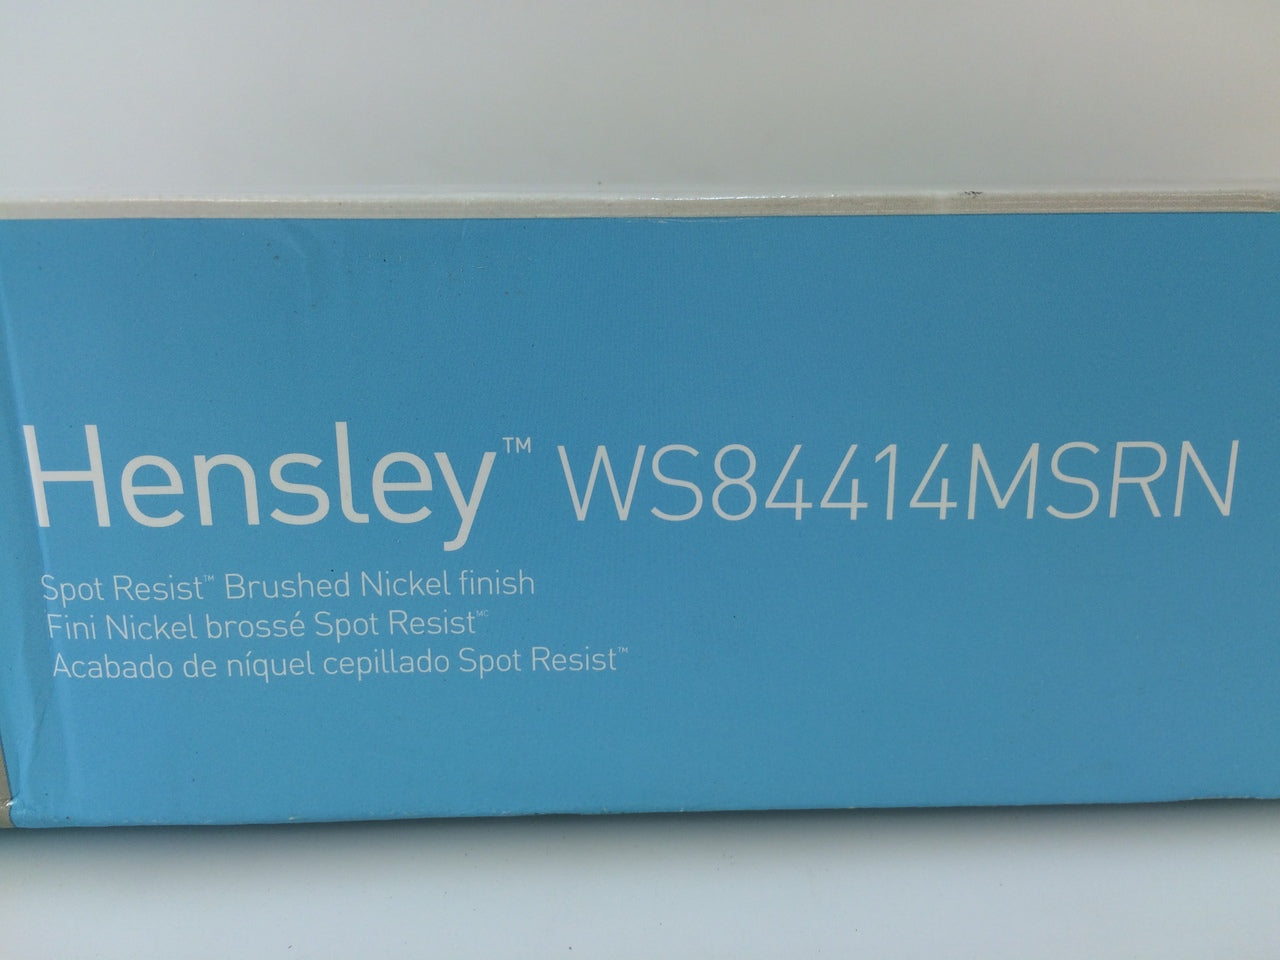 Hensley™ WS84414MSRN
Spot Resist™ Brushed Nickel finish
Fini Nickel brossé Spot Resist MC
Acabado de níquel cepillado Spot Resist™